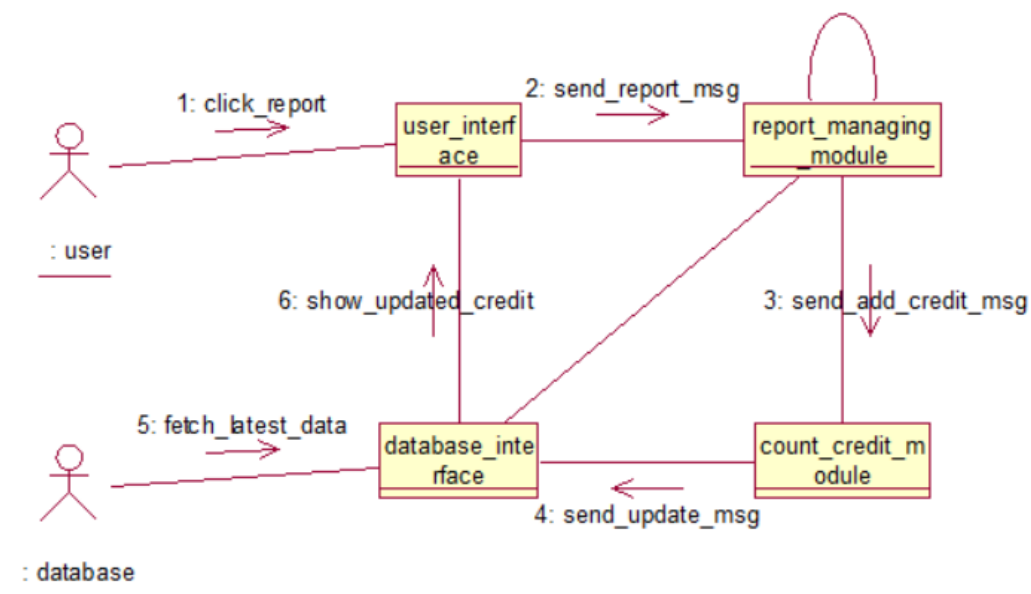 2: send_report_msg
1: click_report
user_interf
ace
report_managing
_module
: user
6: show_updated_credit
3: send_add_credit_msg
5: fetch_latest_data
database_inte
rface
count_credit_m
odule
4: send_update_msg
: database